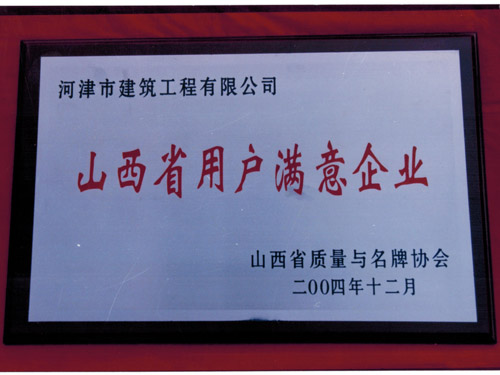 河津市建筑工程有限公司
山西省用户满意企业
山西省质量与名牌协会
二00四年十二月